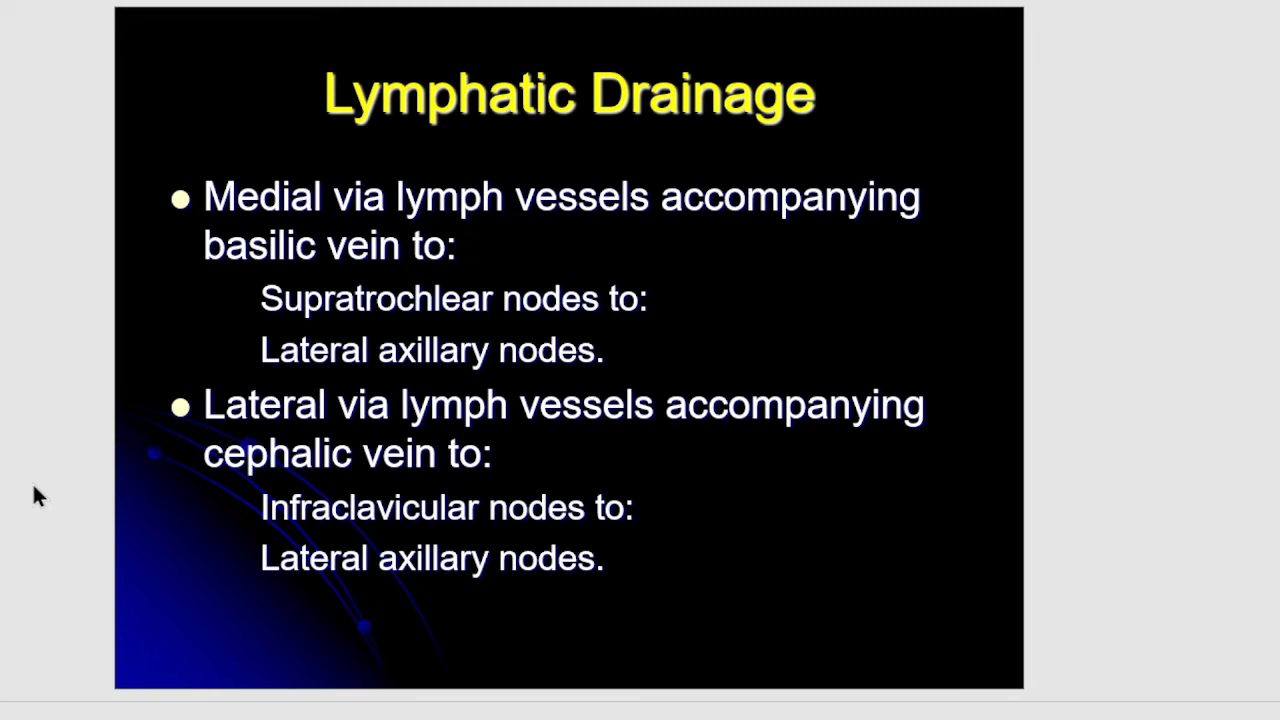 Lymphatic Drainage
Medial via lymph vessels accompanying
basilic vein to:
Supratrochlear nodes to:
Lateral axillary nodes.
Lateral via lymph vessels accompanying
cephalic vein to:
Infraclavicular nodes to:
Lateral axillary nodes.